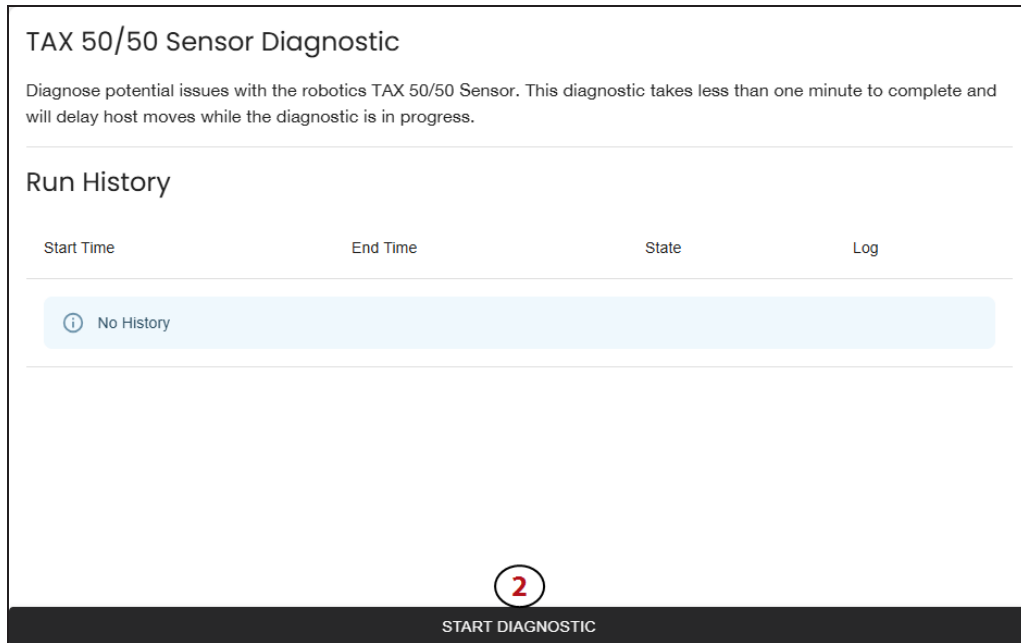 TAX 50/50 Sensor Diagnostic
Diagnose potential issues with the robotics TAX 50/50 Sensor. This diagnostic takes less than one minute to complete and
will delay host moves while the diagnostic is in progress.
Run History
Start Time End Time State Log
No History
2
START DIAGNOSTIC